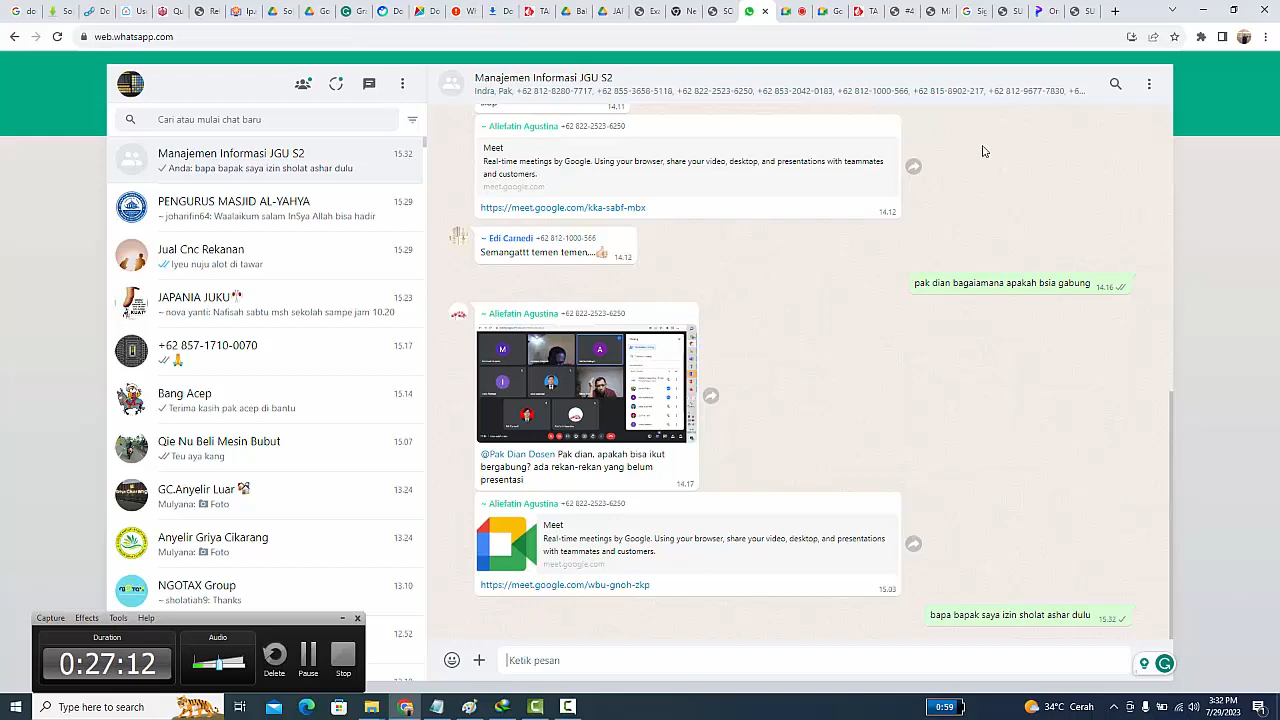 web.whatsapp.com
Manajemen Informasi JGU S2
Indra, Pak, +62 812-8280-7717, +62 855-3658-5118, +62 822-2523-6250, +62 812-1000-566, +62 815-8902-217, +62 812-9677-7830, +6...
Cari atau mulai chat baru
Manajemen Informasi JGU S2 15.32
Anda: bapa bapak saya izin sholat ashar dulu
PENGURUS MASJID AL-YAHYA 15.29
~ joharifin64: Waalaikum salam InSya Allah bisa hadir
Jual Cnc Rekanan 15.29
Iyeu nuju alot di tawar
JAPANIA JUKU 15.23
~ nova yanti: Nafisah sabtu msh sekolah sampe jam 10.20
+62 857-1710-0070 15.17
Bang Acep 15.14
Terima kasih pak acep di bantu
Qie Nu Beli Mesin Bubut 15.07
Teu aya kang
GC.Anyelir Luar 13.24
Mulyana: Foto
Anyelir Griya Cikarang 13.24
Mulyana: Foto
NGOTAX Group 13.10
~ sholatiah9: Thanks
12.52
14.11
~ Aliefatin Agustina +62 822-2523-6250
Meet
Real-time meetings by Google. Using your browser, share your video, desktop, and presentations with teammates
and customers.
meet.google.com
https://meet.google.com/kka-sabf-mbx
14.12
~ Edi Carnedi +62 812-1000-566
Semangattt temen temen....
14.12
pak dian bagaiamana apakah bsia gabung 14.16
~ Aliefatin Agustina +62 822-2523-6250
@Pak Dian Dosen Pak dian, apakah bisa ikut
bergabung? ada rekan-rekan yang belum
presentasi
14.17
~ Aliefatin Agustina +62 822-2523-6250
Meet
Real-time meetings by Google. Using your browser, share your video, desktop, and presentations
with teammates and customers.
meet.google.com
https://meet.google.com/wbu-gnoh-zkp
15.03
bapa bapak saya izin sholat ashar dulu 15.32
Ketik pesan
Capture Effects Tools Help
Duration
Audio
0:27:12
Delete Pause Stop
Type here to search
0:59
34°C Cerah
3:32 PM
7/29/2023